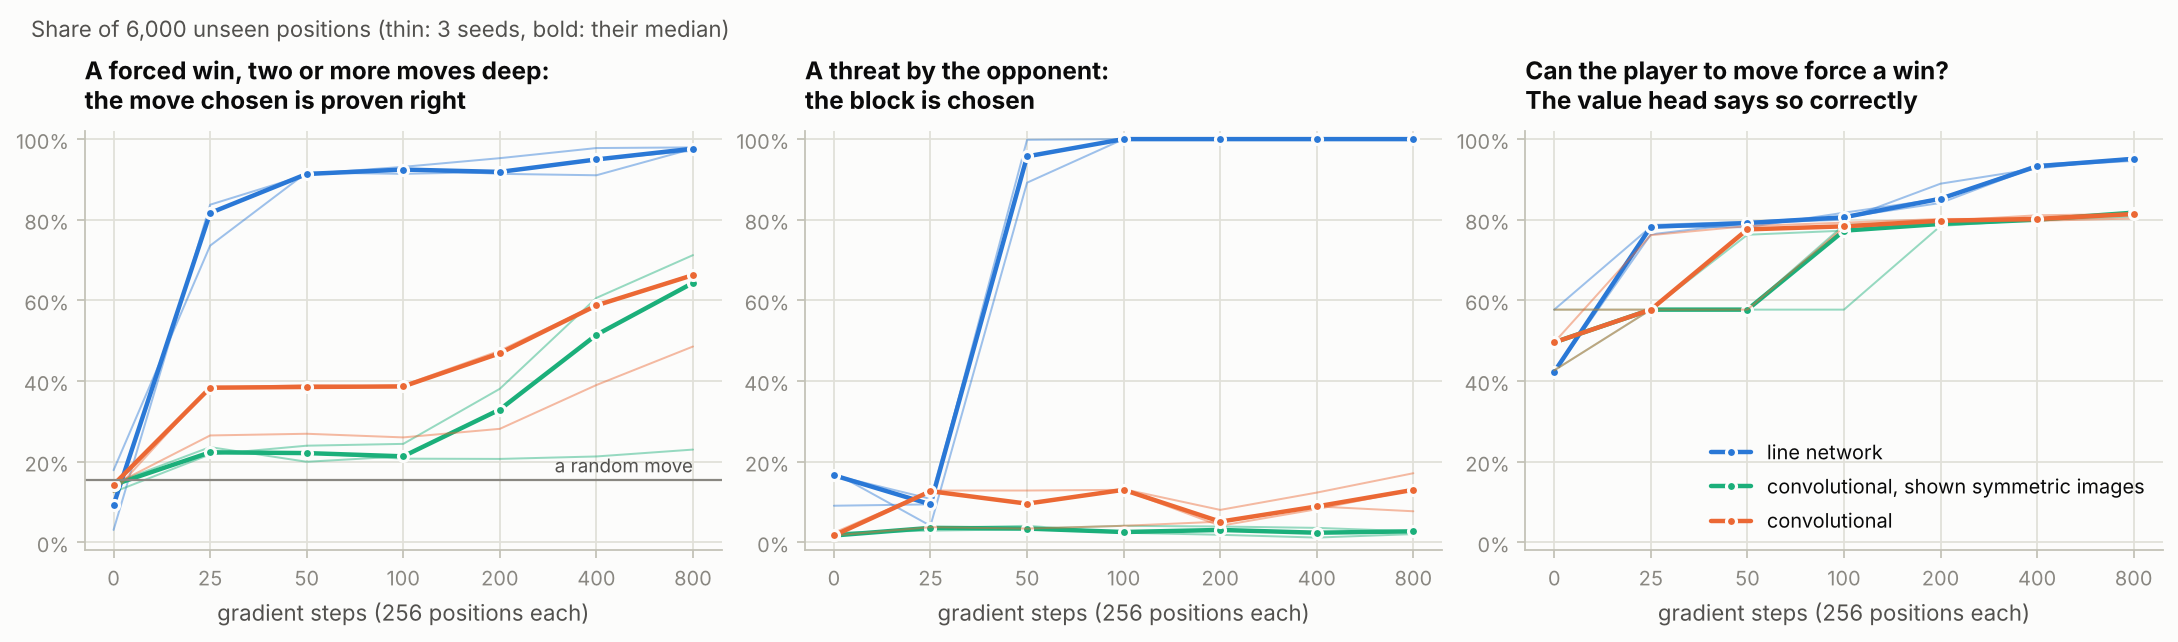 Share of 6,000 unseen positions (thin: 3 seeds, bold: their median)
A forced win, two or more moves deep:
the move chosen is proven right
100%
80%
60%
40%
20%
0%
a random move
0 25 50 100 200 400 800
gradient steps (256 positions each)
A threat by the opponent:
the block is chosen
100%
80%
60%
40%
20%
0%
0 25 50 100 200 400 800
gradient steps (256 positions each)
Can the player to move force a win?
The value head says so correctly
100%
80%
60%
40%
20%
0%
line network
convolutional, shown symmetric images
convolutional
0 25 50 100 200 400 800
gradient steps (256 positions each)